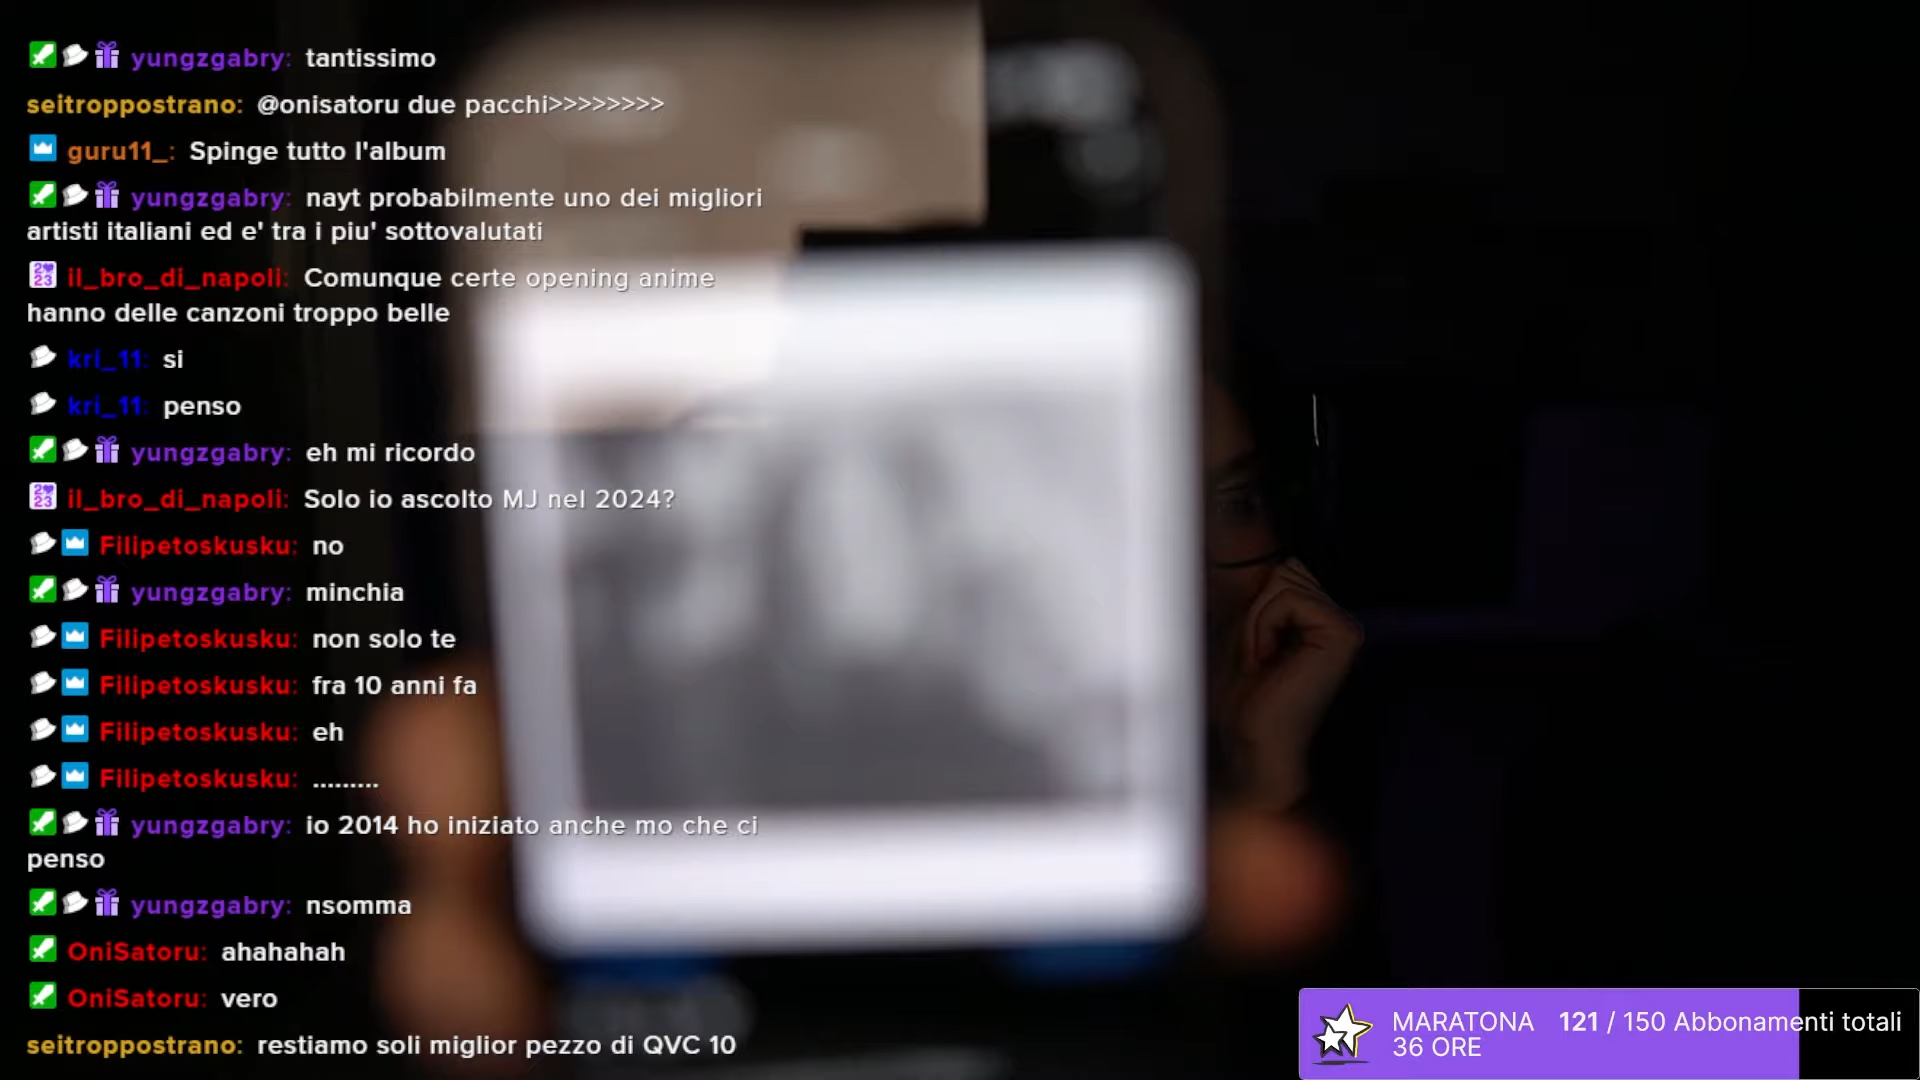 yungzgabry: tantissimo
seitroppostrano: @onisatoru due pacchi>>>>>>>>
guru11_: Spinge tutto l'album
yungzgabry: nayt probabilmente uno dei migliori
artisti italiani ed e' tra i piu' sottovalutati
il_bro_di_napoli: Comunque certe opening anime
hanno delle canzoni troppo belle
kri_11: si
kri_11: penso
yungzgabry: eh mi ricordo
il_bro_di_napoli: Solo io ascolto MJ nel 2024?
Filipetoskusku: no
yungzgabry: minchia
Filipetoskusku: non solo te
Filipetoskusku: fra 10 anni fa
Filipetoskusku: eh
Filipetoskusku: .........
yungzgabry: io 2014 ho iniziato anche mo che ci
penso
yungzgabry: nsomma
OniSatoru: ahahahah
OniSatoru: vero
seitroppostrano: restiamo soli miglior pezzo di QVC 10
MARATONA 121 / 150 Abbonamenti totali
36 ORE